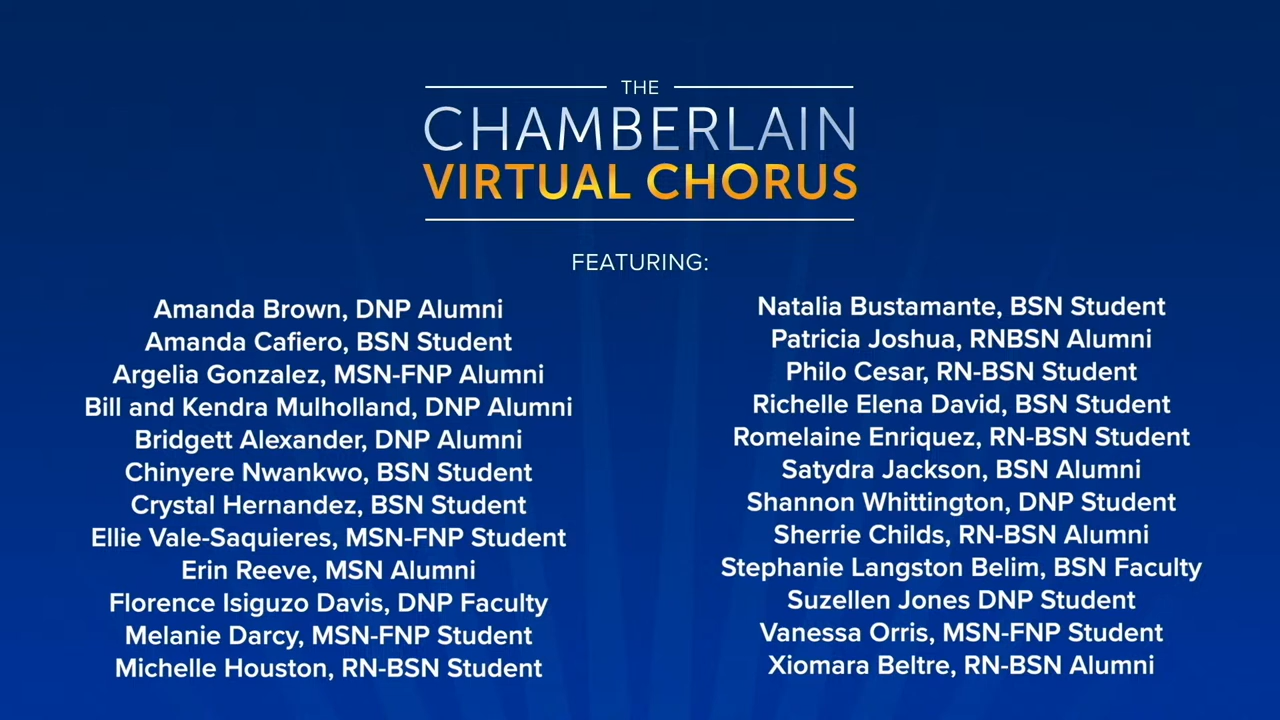 THE
CHAMBERLAIN
VIRTUAL CHORUS
FEATURING:
Amanda Brown, DNP Alumni
Amanda Cafiero, BSN Student
Argelia Gonzalez, MSN-FNP Alumni
Bill and Kendra Mulholland, DNP Alumni
Bridgett Alexander, DNP Alumni
Chinyere Nwankwo, BSN Student
Crystal Hernandez, BSN Student
Ellie Vale-Saquieres, MSN-FNP Student
Erin Reeve, MSN Alumni
Florence Isiguzo Davis, DNP Faculty
Melanie Darcy, MSN-FNP Student
Michelle Houston, RN-BSN Student
Natalia Bustamante, BSN Student
Patricia Joshua, RNBSN Alumni
Philo Cesar, RN-BSN Student
Richelle Elena David, BSN Student
Romelaine Enriquez, RN-BSN Student
Satydra Jackson, BSN Alumni
Shannon Whittington, DNP Student
Sherrie Childs, RN-BSN Alumni
Stephanie Langston Belim, BSN Faculty
Suzellen Jones DNP Student
Vanessa Orris, MSN-FNP Student
Xiomara Beltre, RN-BSN Alumni